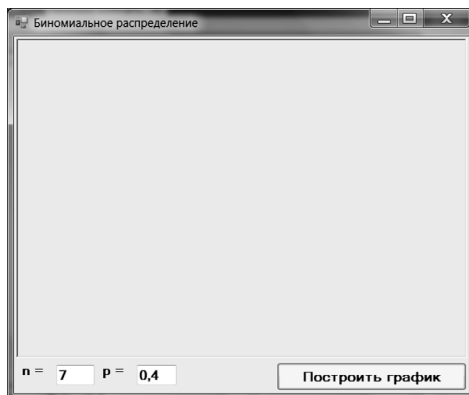 Биномиальное распределение
n = 7 p = 0,4 Построить график